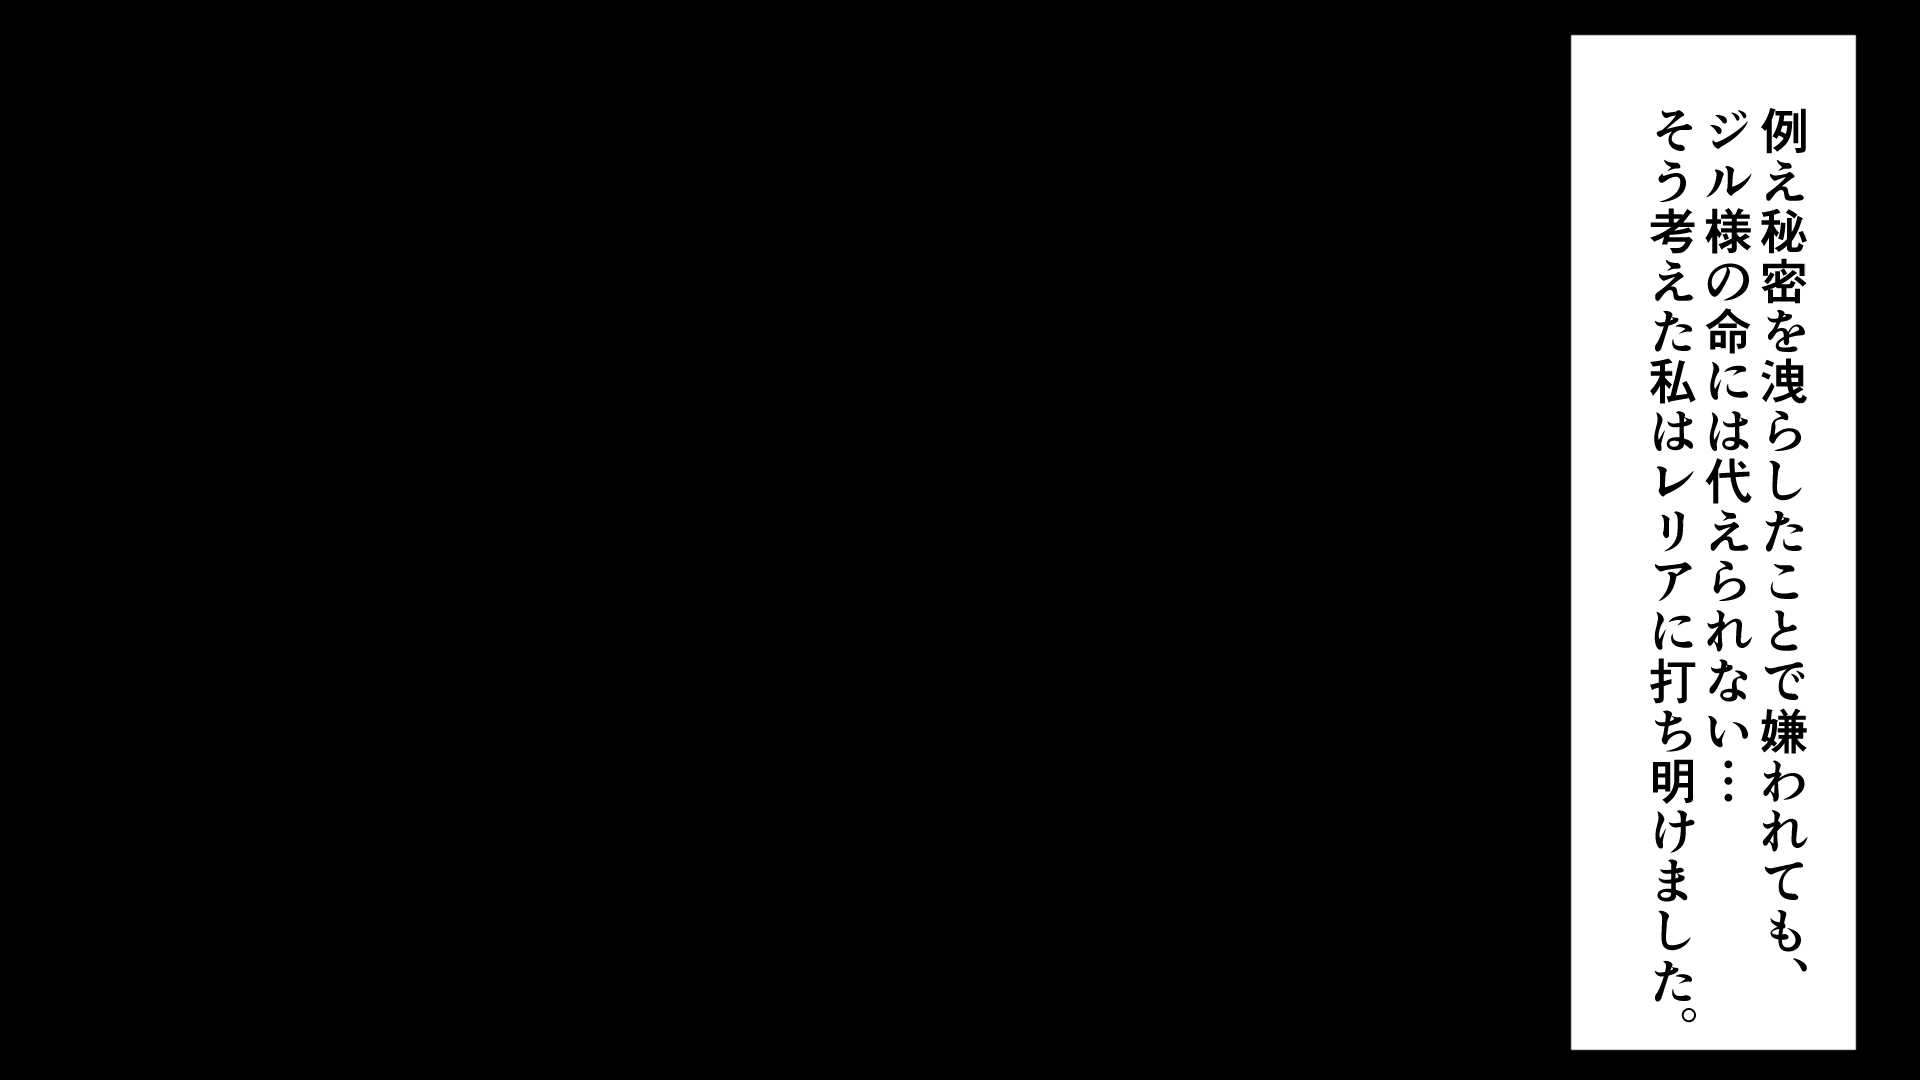 例え秘密を洩らしたことで嫌われても、
ジル様の命には代えられない…
そう考えた私はレリアに打ち明けました。